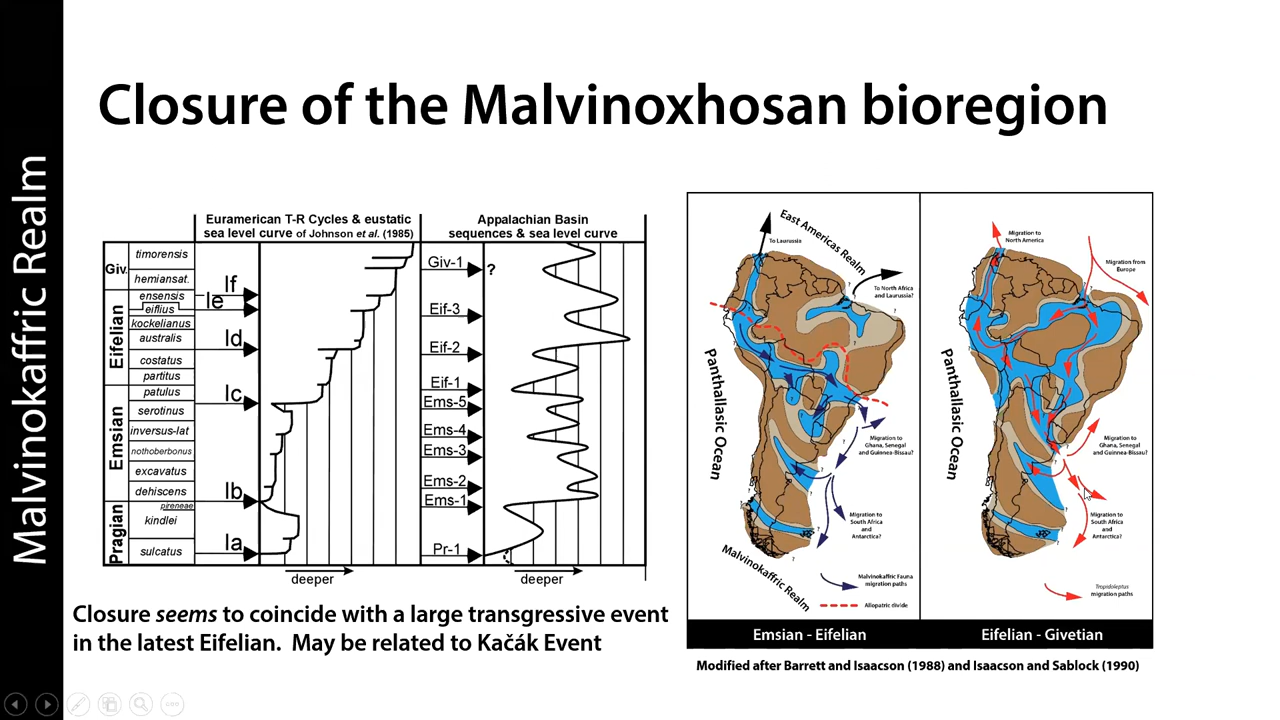 Malvinokaffric Realm
Closure of the Malvinoxhosan bioregion
Euramerican T-R Cycles & eustatic
sea level curve of Johnson et al. (1985)
Appalachian Basin
sequences & sea level curve
Giv.
Eifelian
Emsian
Pragian
timorensis
hemiansat.
ensensis
eiflius
kockelianus
australis
costatus
partitus
patulus
serotinus
inversus-lat
nothoberbonus
excavatus
dehiscens
pireneae
kindlei
sulcatus
If
Ie
Id
Ic
Ib
Ia
Giv-1
?
Eif-3
Eif-2
Eif-1
Ems-5
Ems-4
Ems-3
Ems-2
Ems-1
Pr-1
deeper
deeper
Closure seems to coincide with a large transgressive event
in the latest Eifelian. May be related to Kačák Event
East Americas Realm
To Laurussia
To North Africa
and Laurussia?
Panthallasic Ocean
Migration to
Ghana, Senegal
and Guinnea-Bissau?
Migration to
South Africa
and
Antarctica?
Malvinokaffric Realm
Malvinokaffric Fauna
migration paths
Allopatric divide
Emsian - Eifelian
Migration to
North America
Migration from
Europe
Panthallasic Ocean
Migration to
Ghana, Senegal
and Guinnea-Bissau?
Migration to
South Africa
and
Antarctica?
Tropidoleptus
migration paths
Eifelian - Givetian
Modified after Barrett and Isaacson (1988) and Isaacson and Sablock (1990)